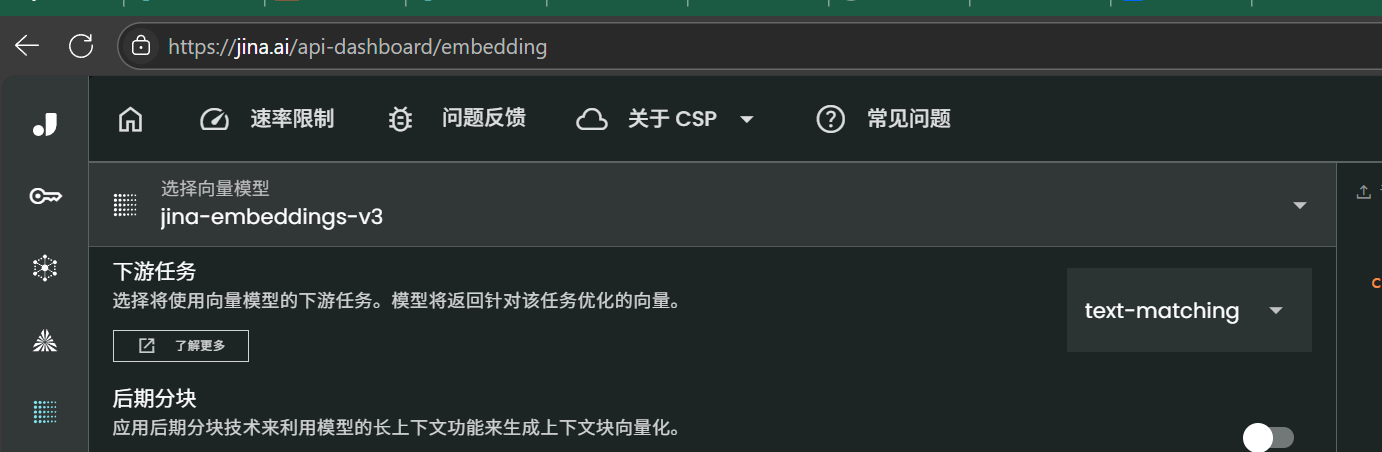 https://jina.ai/api-dashboard/embedding
速率限制 问题反馈 关于 CSP 常见问题
选择向量模型
jina-embeddings-v3
下游任务
选择将使用向量模型的下游任务。模型将返回针对该任务优化的向量。
text-matching
了解更多
后期分块
应用后期分块技术来利用模型的长上下文功能来生成上下文块向量化。